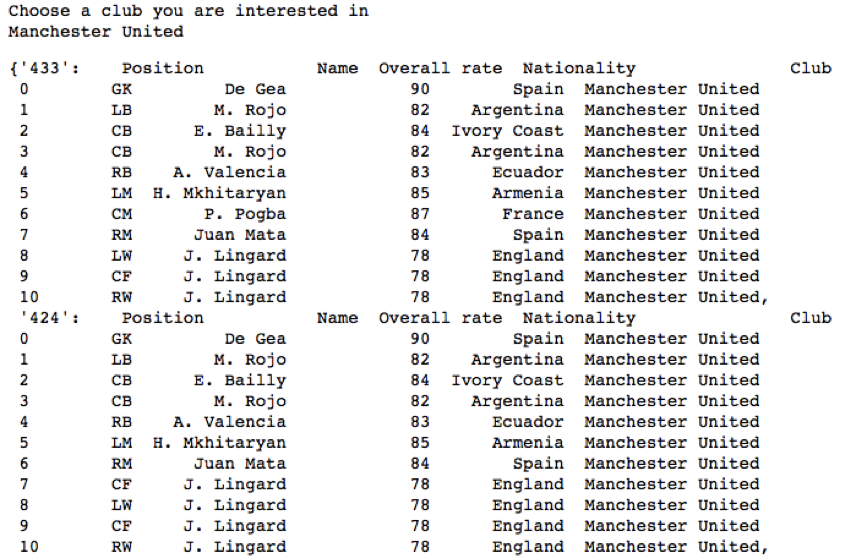 Choose a club you are interested in
Manchester United
{'433':    Position           Name  Overall rate  Nationality               Club
0        GK         De Gea            90        Spain  Manchester United
1        LB        M. Rojo            82    Argentina  Manchester United
2        CB      E. Bailly            84  Ivory Coast  Manchester United
3        CB        M. Rojo            82    Argentina  Manchester United
4        RB    A. Valencia            83      Ecuador  Manchester United
5        LM  H. Mkhitaryan            85      Armenia  Manchester United
6        CM       P. Pogba            87       France  Manchester United
7        RM      Juan Mata            84        Spain  Manchester United
8        LW     J. Lingard            78      England  Manchester United
9        CF     J. Lingard            78      England  Manchester United
10       RW     J. Lingard            78      England  Manchester United,
'424':    Position           Name  Overall rate  Nationality               Club
0        GK         De Gea            90        Spain  Manchester United
1        LB        M. Rojo            82    Argentina  Manchester United
2        CB      E. Bailly            84  Ivory Coast  Manchester United
3        CB        M. Rojo            82    Argentina  Manchester United
4        RB    A. Valencia            83      Ecuador  Manchester United
5        LM  H. Mkhitaryan            85      Armenia  Manchester United
6        RM      Juan Mata            84        Spain  Manchester United
7        CF     J. Lingard            78      England  Manchester United
8        LW     J. Lingard            78      England  Manchester United
9        CF     J. Lingard            78      England  Manchester United
10       RW     J. Lingard            78      England  Manchester United,